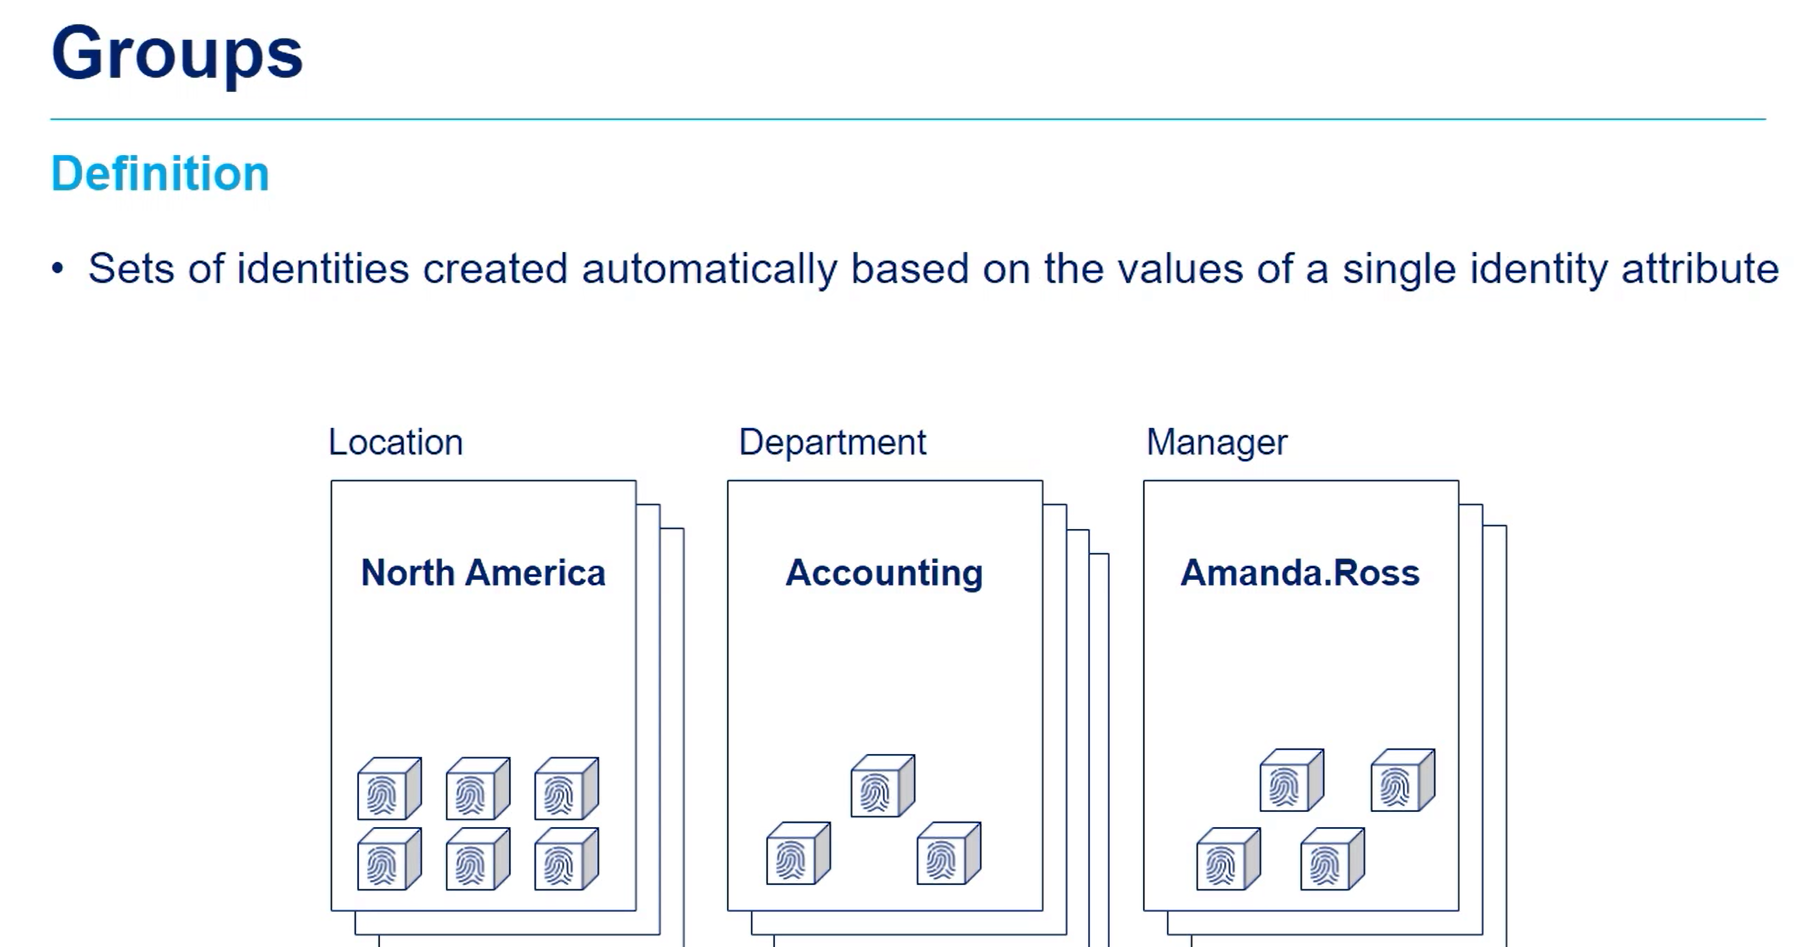 Groups
Definition
• Sets of identities created automatically based on the values of a single identity attribute
Location
Department
Manager
North America
Accounting
Amanda.Ross